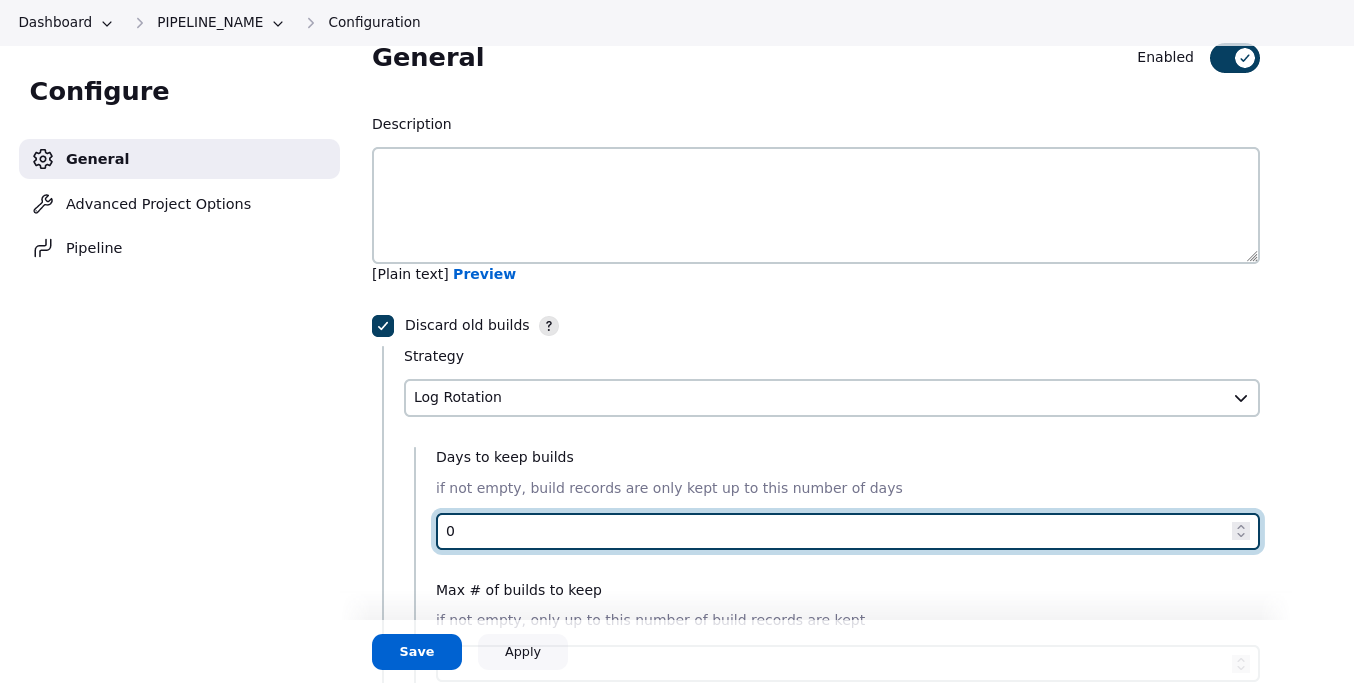 Dashboard PIPELINE_NAME Configuration
Configure
General
Advanced Project Options
Pipeline
General
Enabled
Description
[Plain text] Preview
Discard old builds ?
Strategy
Log Rotation
Days to keep builds
if not empty, build records are only kept up to this number of days
0
Max # of builds to keep
if not empty, only up to this number of build records are kept
Save Apply